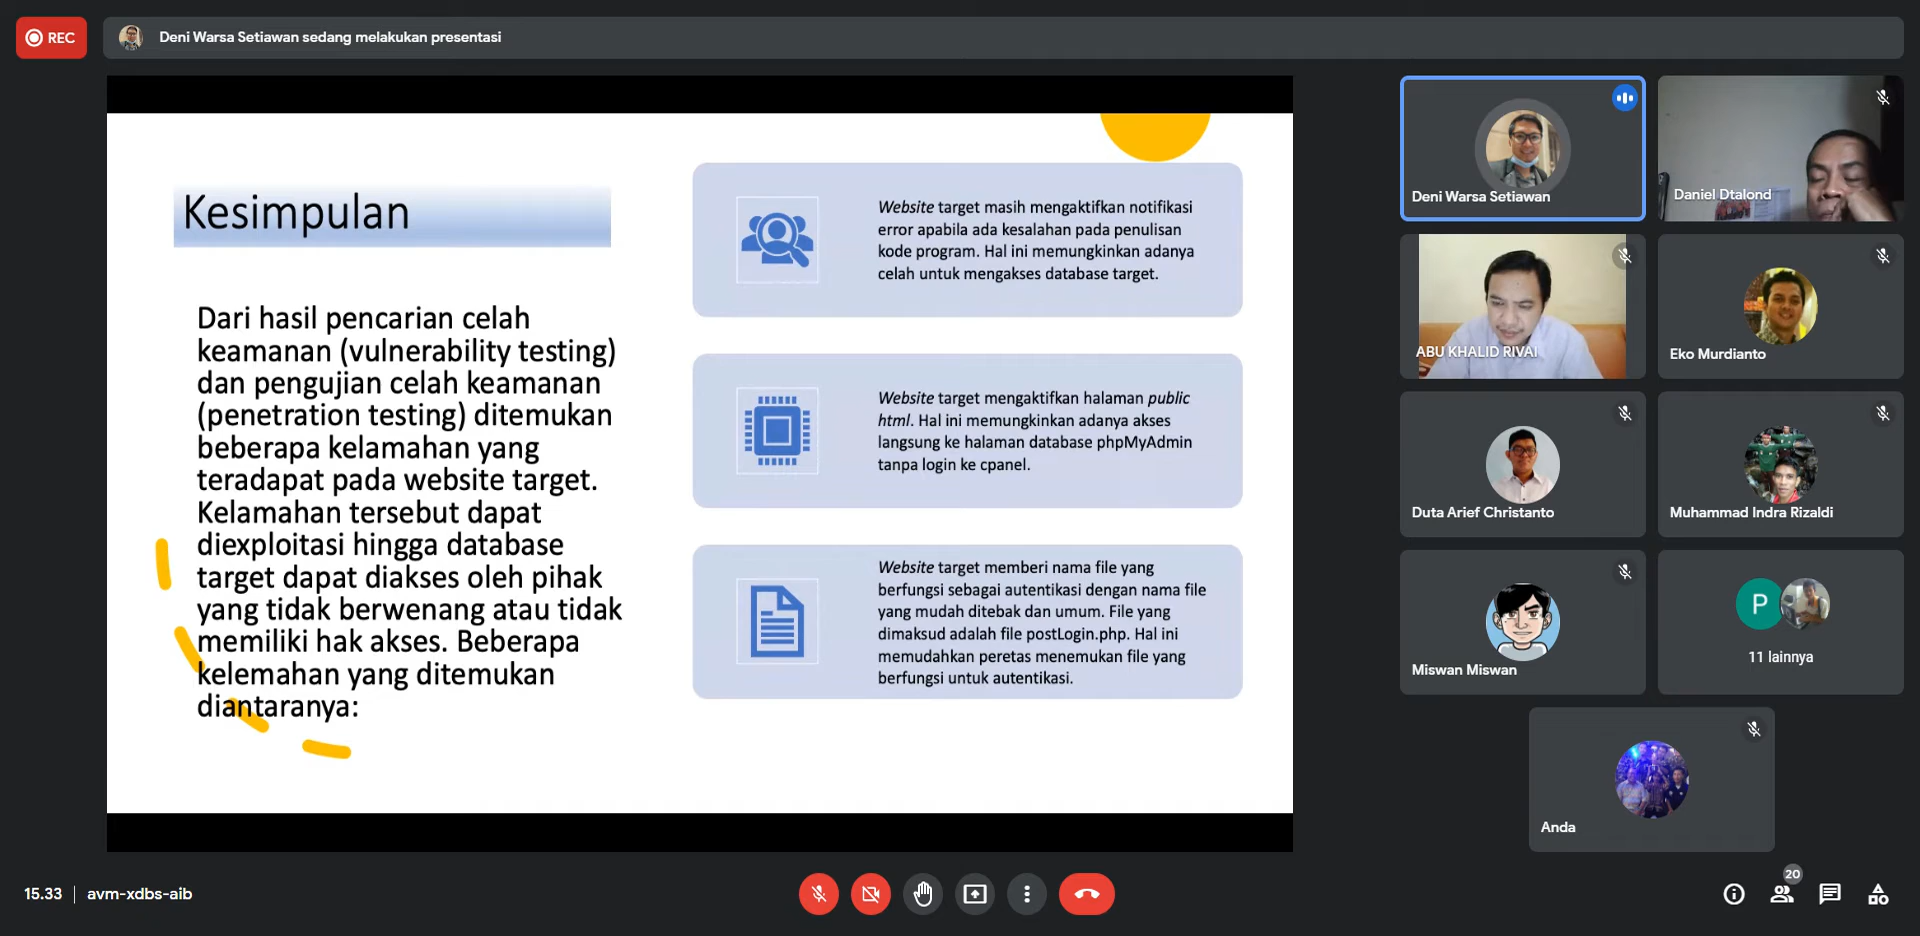 REC
Deni Warsa Setiawan sedang melakukan presentasi
Kesimpulan
Dari hasil pencarian celah
keamanan (vulnerability testing)
dan pengujian celah keamanan
(penetration testing) ditemukan
beberapa kelamahan yang
teradapat pada website target.
Kelamahan tersebut dapat
diexploitasi hingga database
target dapat diakses oleh pihak
yang tidak berwenang atau tidak
memiliki hak akses. Beberapa
kelemahan yang ditemukan
diantaranya:
Website target masih mengaktifkan notifikasi
error apabila ada kesalahan pada penulisan
kode program. Hal ini memungkinkan adanya
celah untuk mengakses database target.
Website target mengaktifkan halaman public
html. Hal ini memungkinkan adanya akses
langsung ke halaman database phpMyAdmin
tanpa login ke cpanel.
Website target memberi nama file yang
berfungsi sebagai autentikasi dengan nama file
yang mudah ditebak dan umum. File yang
dimaksud adalah file postLogin.php. Hal ini
memudahkan peretas menemukan file yang
berfungsi untuk autentikasi.
Deni Warsa Setiawan
Daniel Dtalond
ABU KHALID RIVAI
Eko Murdianto
Duta Arief Christanto
Muhammad Indra Rizaldi
Miswan Miswan
P
11 lainnya
Anda
15.33 | avm-xdbs-aib
20